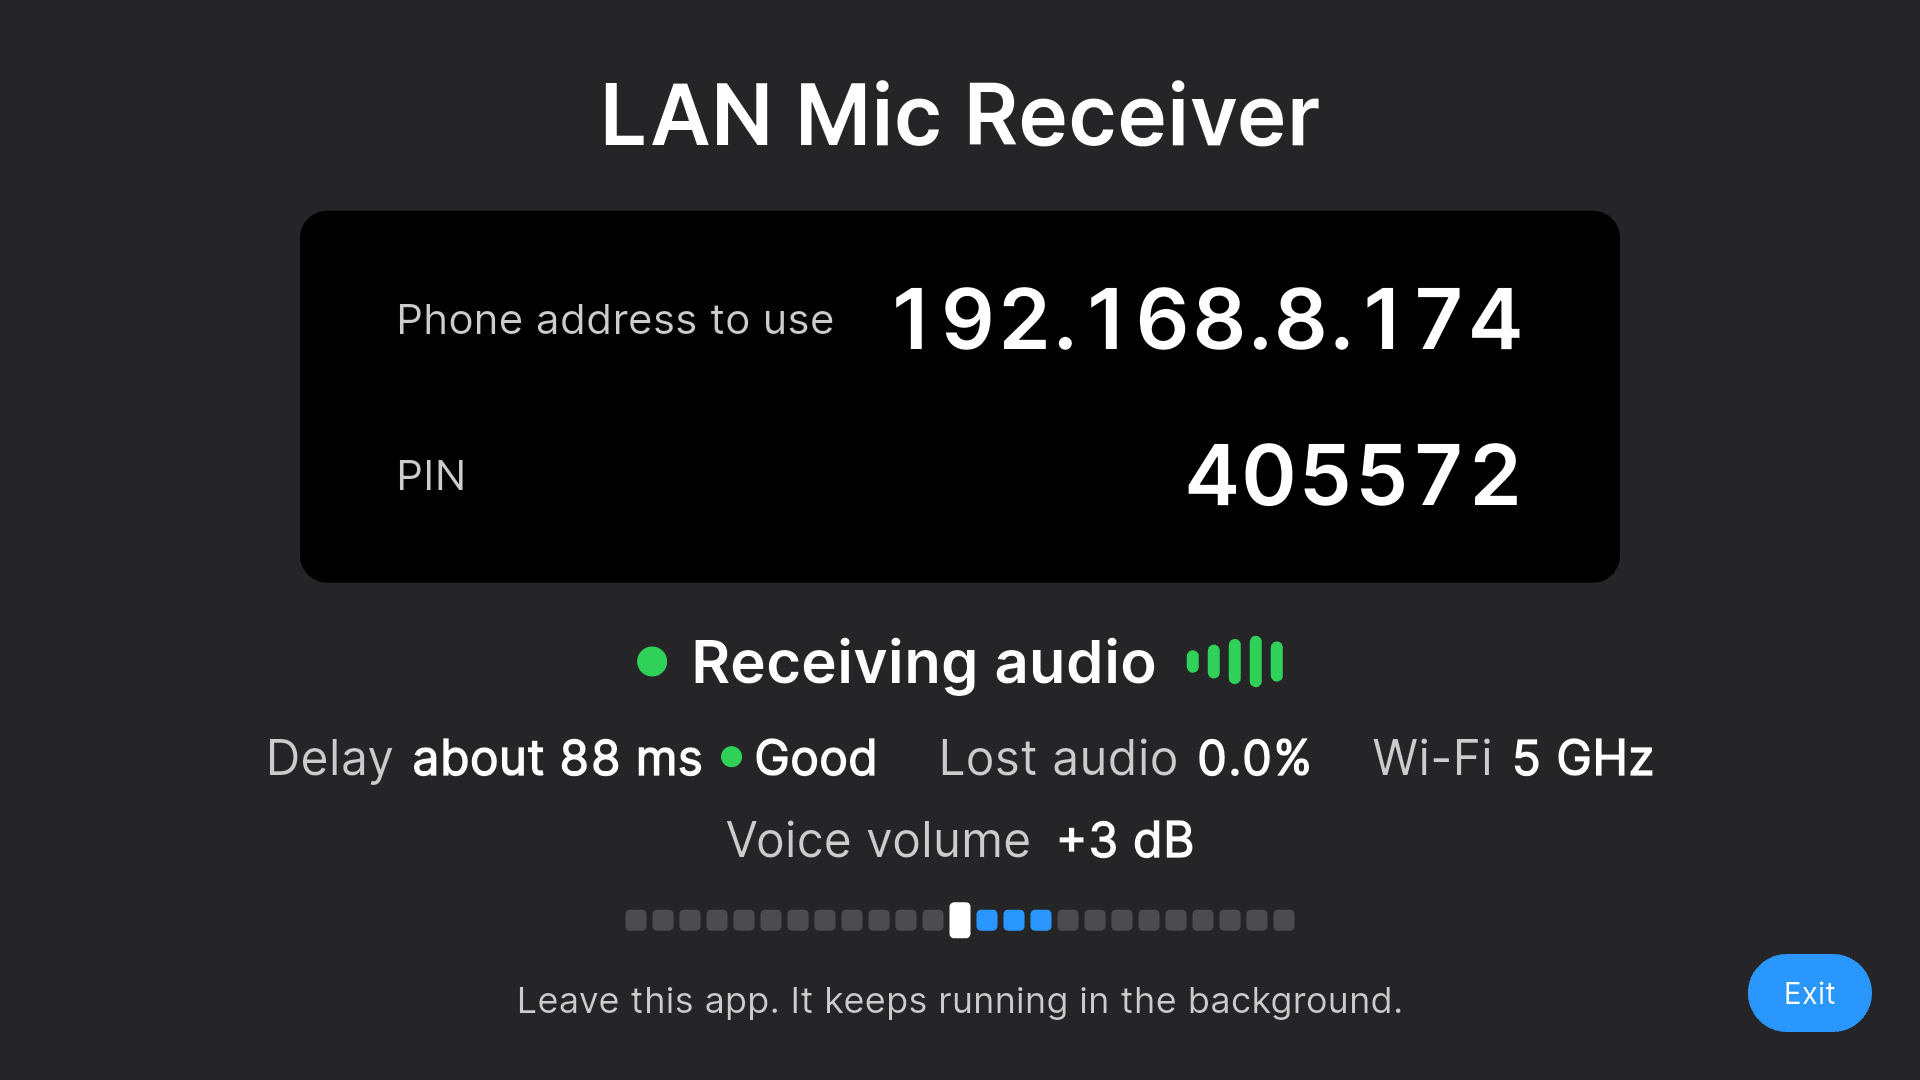 LAN Mic Receiver
Phone address to use 192.168.8.174
PIN 405572
Receiving audio
Delay about 88 ms Good Lost audio 0.0% Wi-Fi 5 GHz
Voice volume +3 dB
Leave this app. It keeps running in the background.
Exit